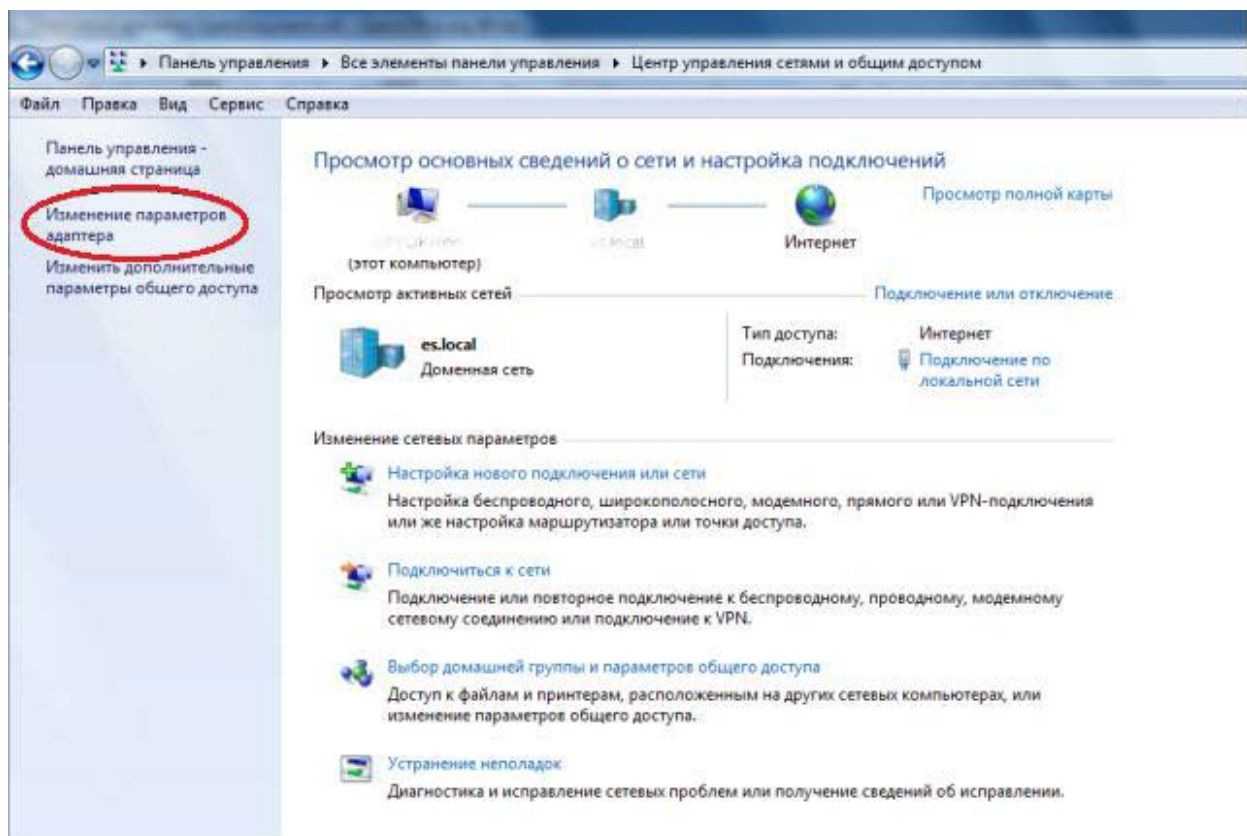 Панель управления ▸ Все элементы панели управления ▸ Центр управления сетями и общим доступом
Файл Правка Вид Сервис Справка
Панель управления -
домашняя страница
Изменение параметров
адаптера
Изменить дополнительные
параметры общего доступа
Просмотр основных сведений о сети и настройка подключений
Просмотр полной карты
(этот компьютер)
Интернет
Просмотр активных сетей
Подключение или отключение
es.local
Доменная сеть
Тип доступа: Интернет
Подключения: Подключение по
локальной сети
Изменение сетевых параметров
Настройка нового подключения или сети
Настройка беспроводного, широкополосного, модемного, прямого или VPN-подключения
или же настройка маршрутизатора или точки доступа.
Подключиться к сети
Подключение или повторное подключение к беспроводному, проводному, модемному
сетевому соединению или подключение к VPN.
Выбор домашней группы и параметров общего доступа
Доступ к файлам и принтерам, расположенным на других сетевых компьютерах, или
изменение параметров общего доступа.
Устранение неполадок
Диагностика и исправление сетевых проблем или получение сведений об исправлении.